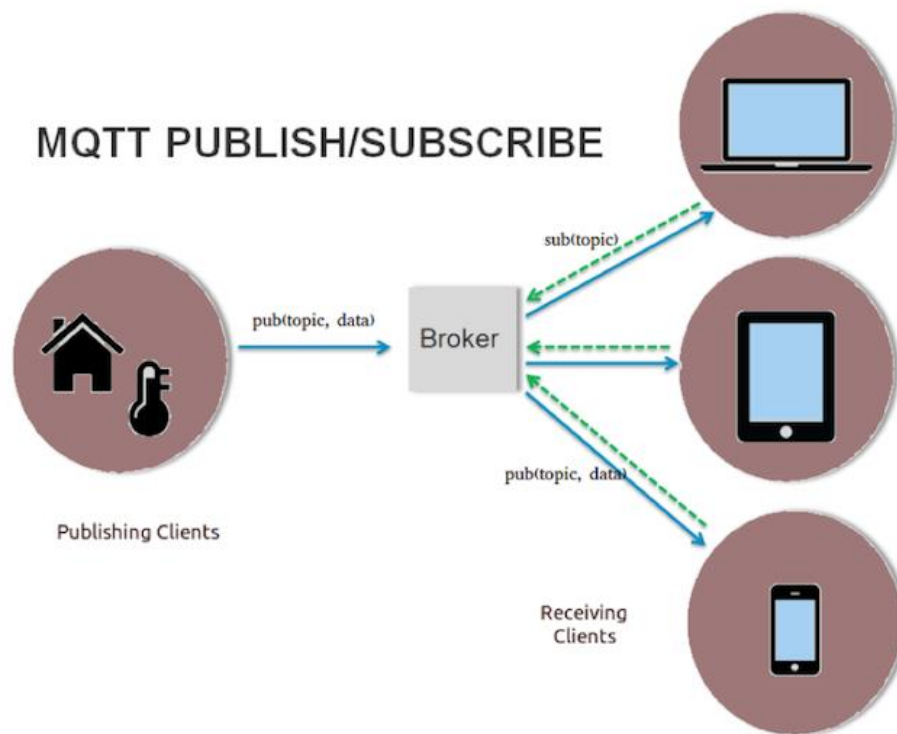 MQTT PUBLISH/SUBSCRIBE
sub(topic)
pub(topic, data)
Broker
pub(topic, data)
Publishing Clients
Receiving
Clients